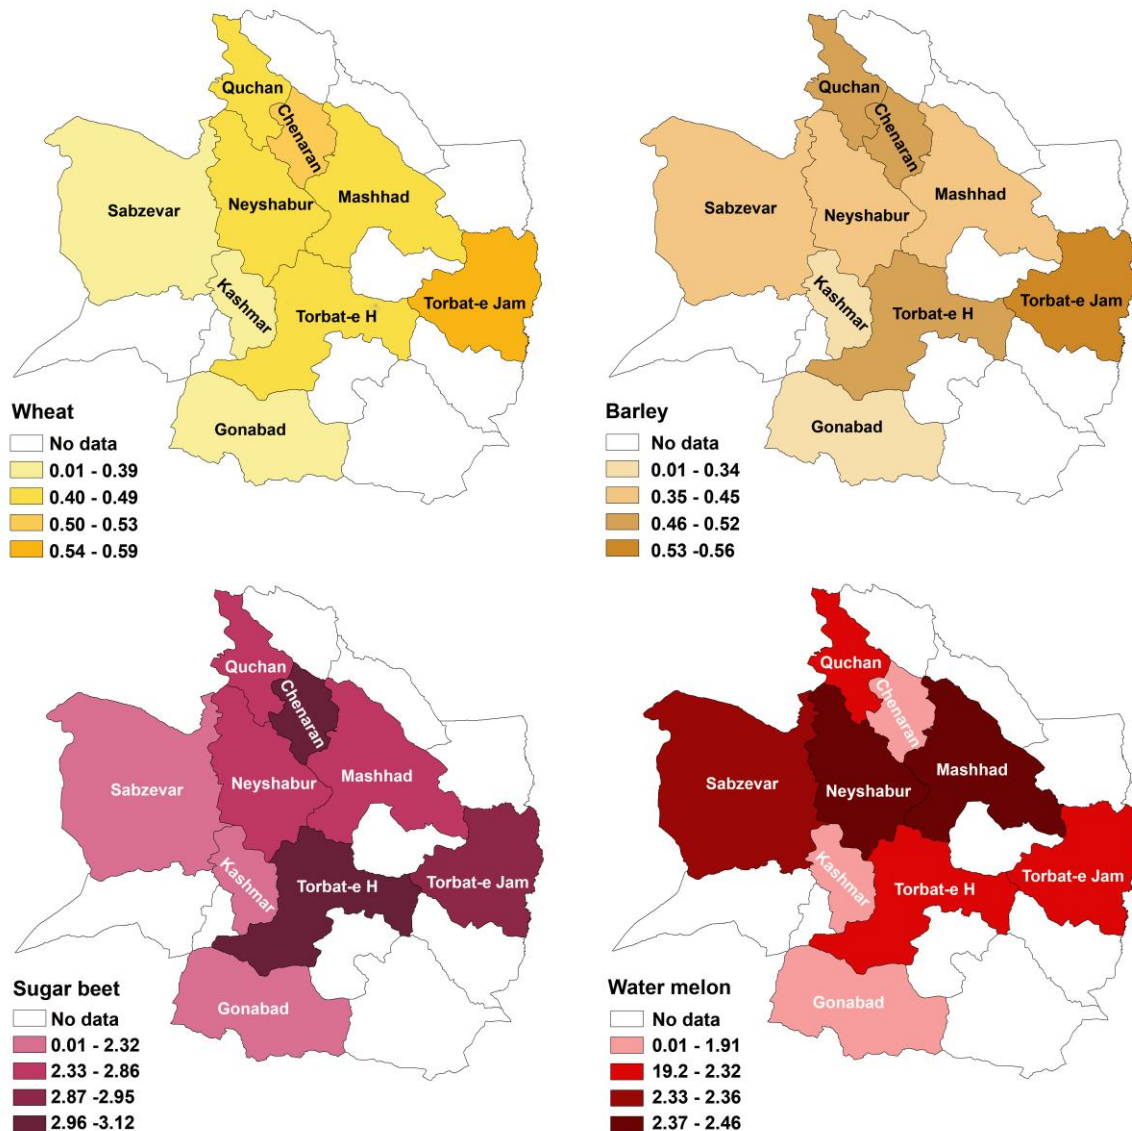 Quchan
Chenaran
Mashhad
Neyshabur
Sabzevar
Kashmar
Torbat-e H
Torbat-e Jam
Gonabad
Wheat
No data
0.01 - 0.39
0.40 - 0.49
0.50 - 0.53
0.54 - 0.59
Quchan
Chenaran
Mashhad
Neyshabur
Sabzevar
Kashmar
Torbat-e H
Torbat-e Jam
Gonabad
Barley
No data
0.01 - 0.34
0.35 - 0.45
0.46 - 0.52
0.53 -0.56
Quchan
Chenaran
Mashhad
Neyshabur
Sabzevar
Kashmar
Torbat-e H
Torbat-e Jam
Gonabad
Sugar beet
No data
0.01 - 2.32
2.33 - 2.86
2.87 -2.95
2.96 -3.12
Quchan
Chenaran
Mashhad
Neyshabur
Sabzevar
Kashmar
Torbat-e H
Torbat-e Jam
Gonabad
Water melon
No data
0.01 - 1.91
19.2 - 2.32
2.33 - 2.36
2.37 - 2.46